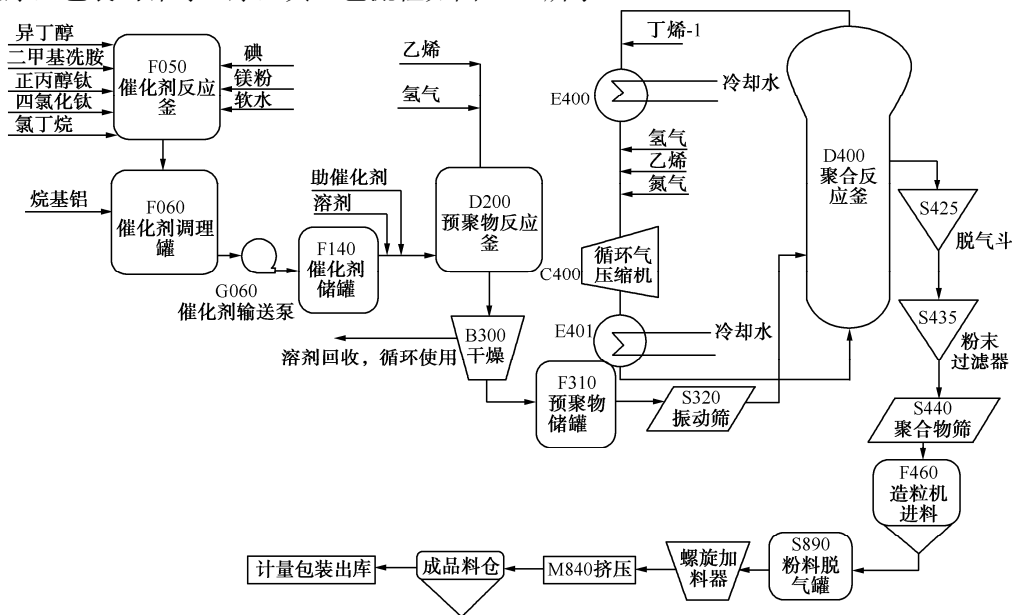 异丁醇
二甲基冼胺
正丙醇钛
四氯化钛
氯丁烷
F050
催化剂反应
釜
碘
镁粉
软水
烷基铝
F060
催化剂调理
罐
G060
催化剂输送泵
助催化剂
溶剂
F140
催化剂
储罐
乙烯
氢气
D200
预聚物反应
釜
B300
干燥
溶剂回收，循环使用
F310
预聚物
储罐
S320
振动筛
丁烯-1
E400
冷却水
氢气
乙烯
氮气
C400
循环气
压缩机
E401
冷却水
D400
聚合反
应釜
S425
脱气斗
S435
粉末
过滤器
S440
聚合物筛
F460
造粒机
进料
S890
粉料脱
气罐
螺旋加
料器
M840挤压
成品料仓
计量包装出库